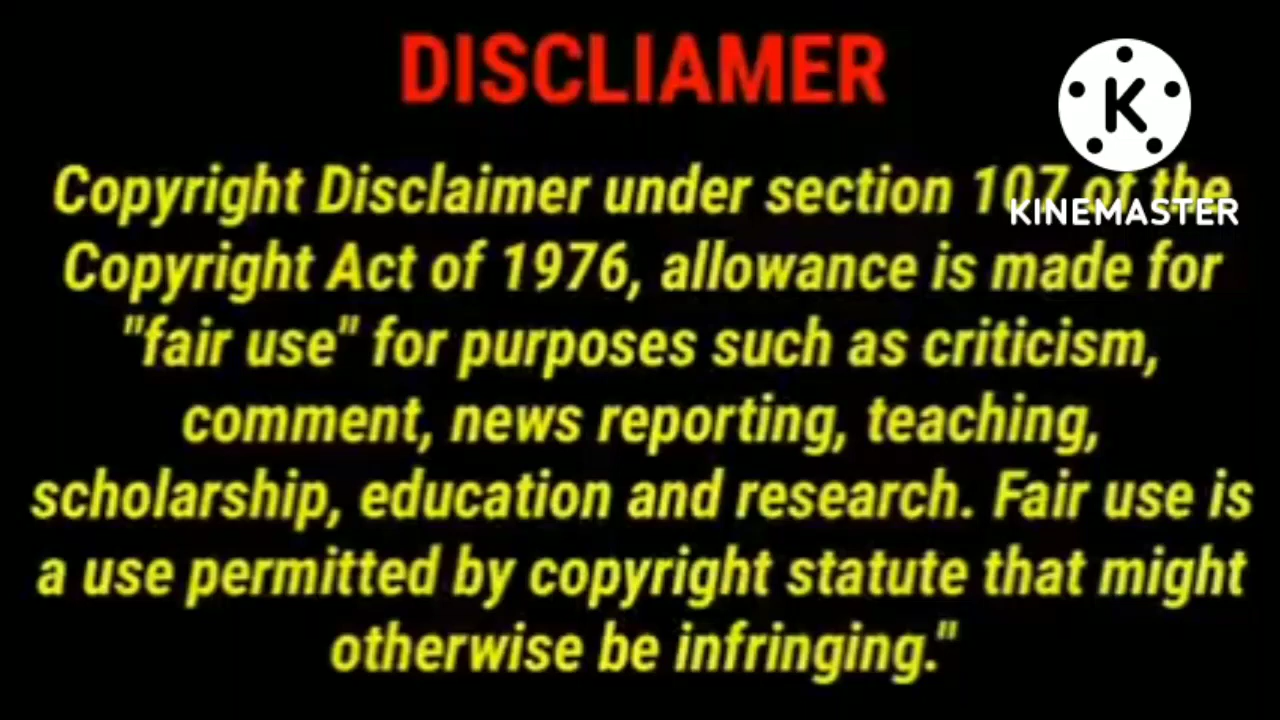 DISCLIAMER
K
KINEMASTER
Copyright Disclaimer under section 107 of the
Copyright Act of 1976, allowance is made for
"fair use" for purposes such as criticism,
comment, news reporting, teaching,
scholarship, education and research. Fair use is
a use permitted by copyright statute that might
otherwise be infringing."